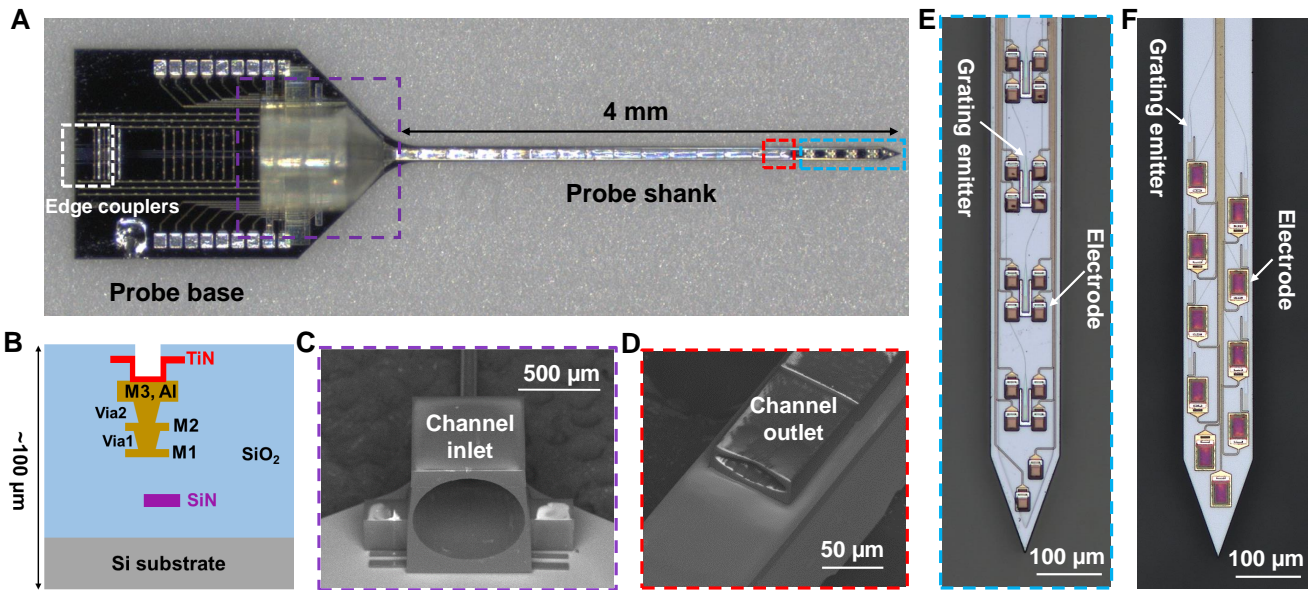 A
4 mm
Edge couplers
Probe shank
Probe base
B
TiN
M3, Al
Via2
M2
Via1
M1
SiO₂
SiN
Si substrate
~100 µm
C
500 µm
Channel
inlet
D
Channel
outlet
50 µm
E
Grating emitter
Electrode
100 µm
F
Grating emitter
Electrode
100 µm